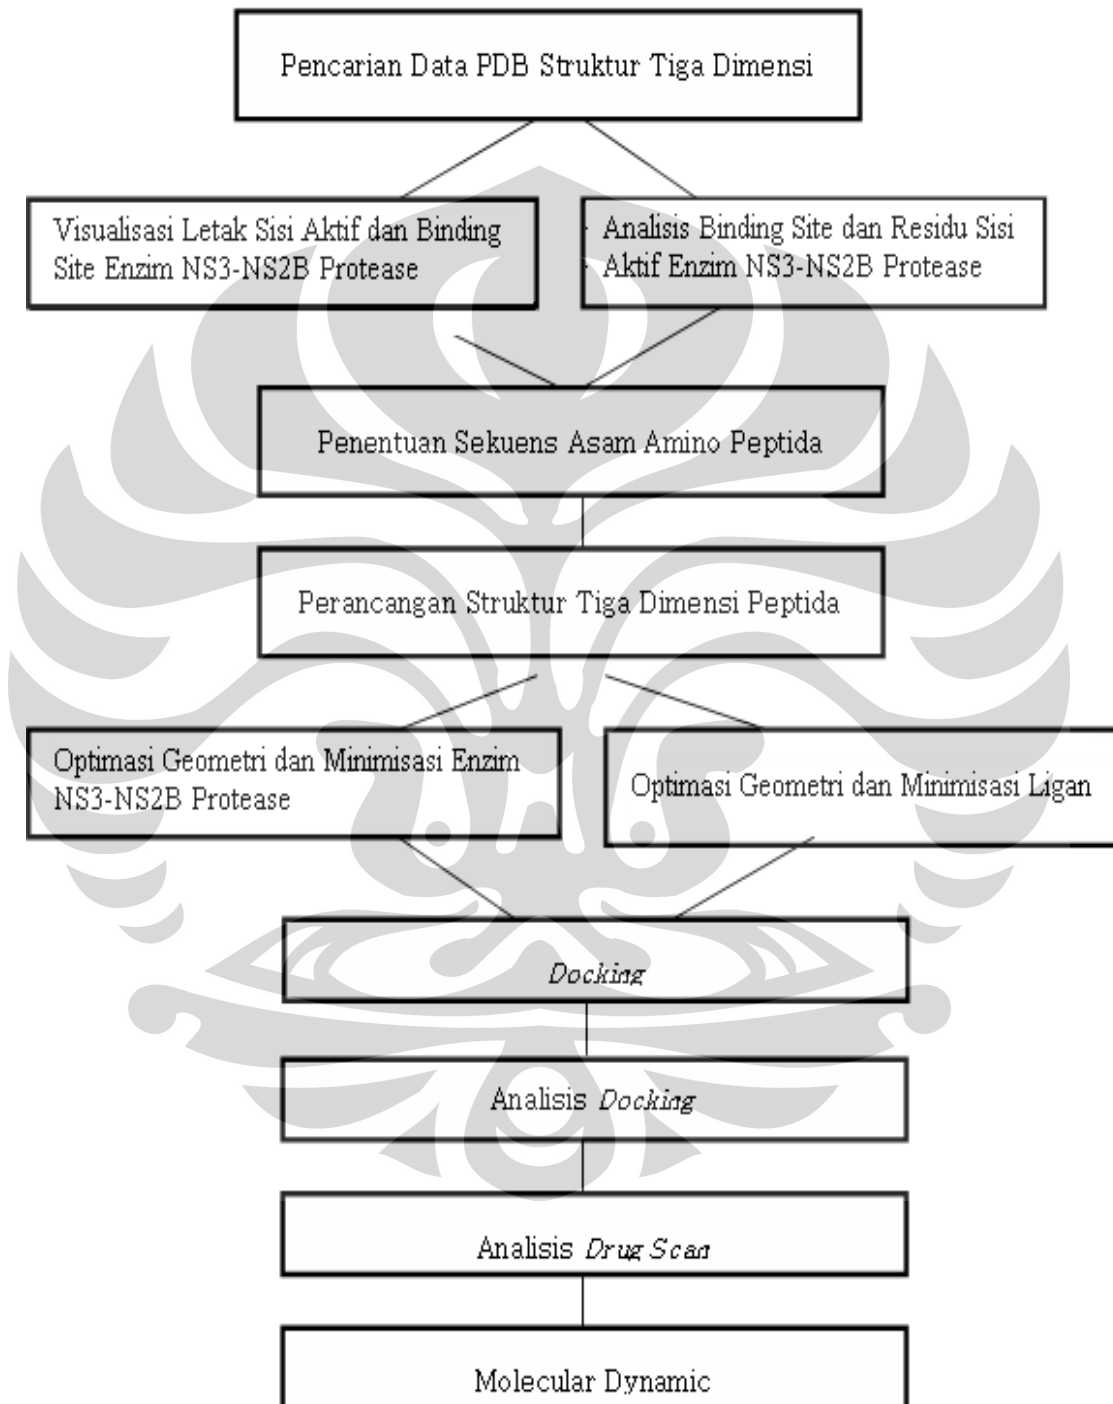 Pencarian Data PDB Struktur Tiga Dimensi
Visualisasi Letak Sisi Aktif dan Binding
Site Enzim NS3-NS2B Protease
Analisis Binding Site dan Residu Sisi
Aktif Enzim NS3-NS2B Protease
Penentuan Sekuens Asam Amino Peptida
Perancangan Struktur Tiga Dimensi Peptida
Optimasi Geometri dan Minimisasi Enzim
NS3-NS2B Protease
Optimasi Geometri dan Minimisasi Ligan
Docking
Analisis Docking
Analisis Drug Scan
Molecular Dynamic